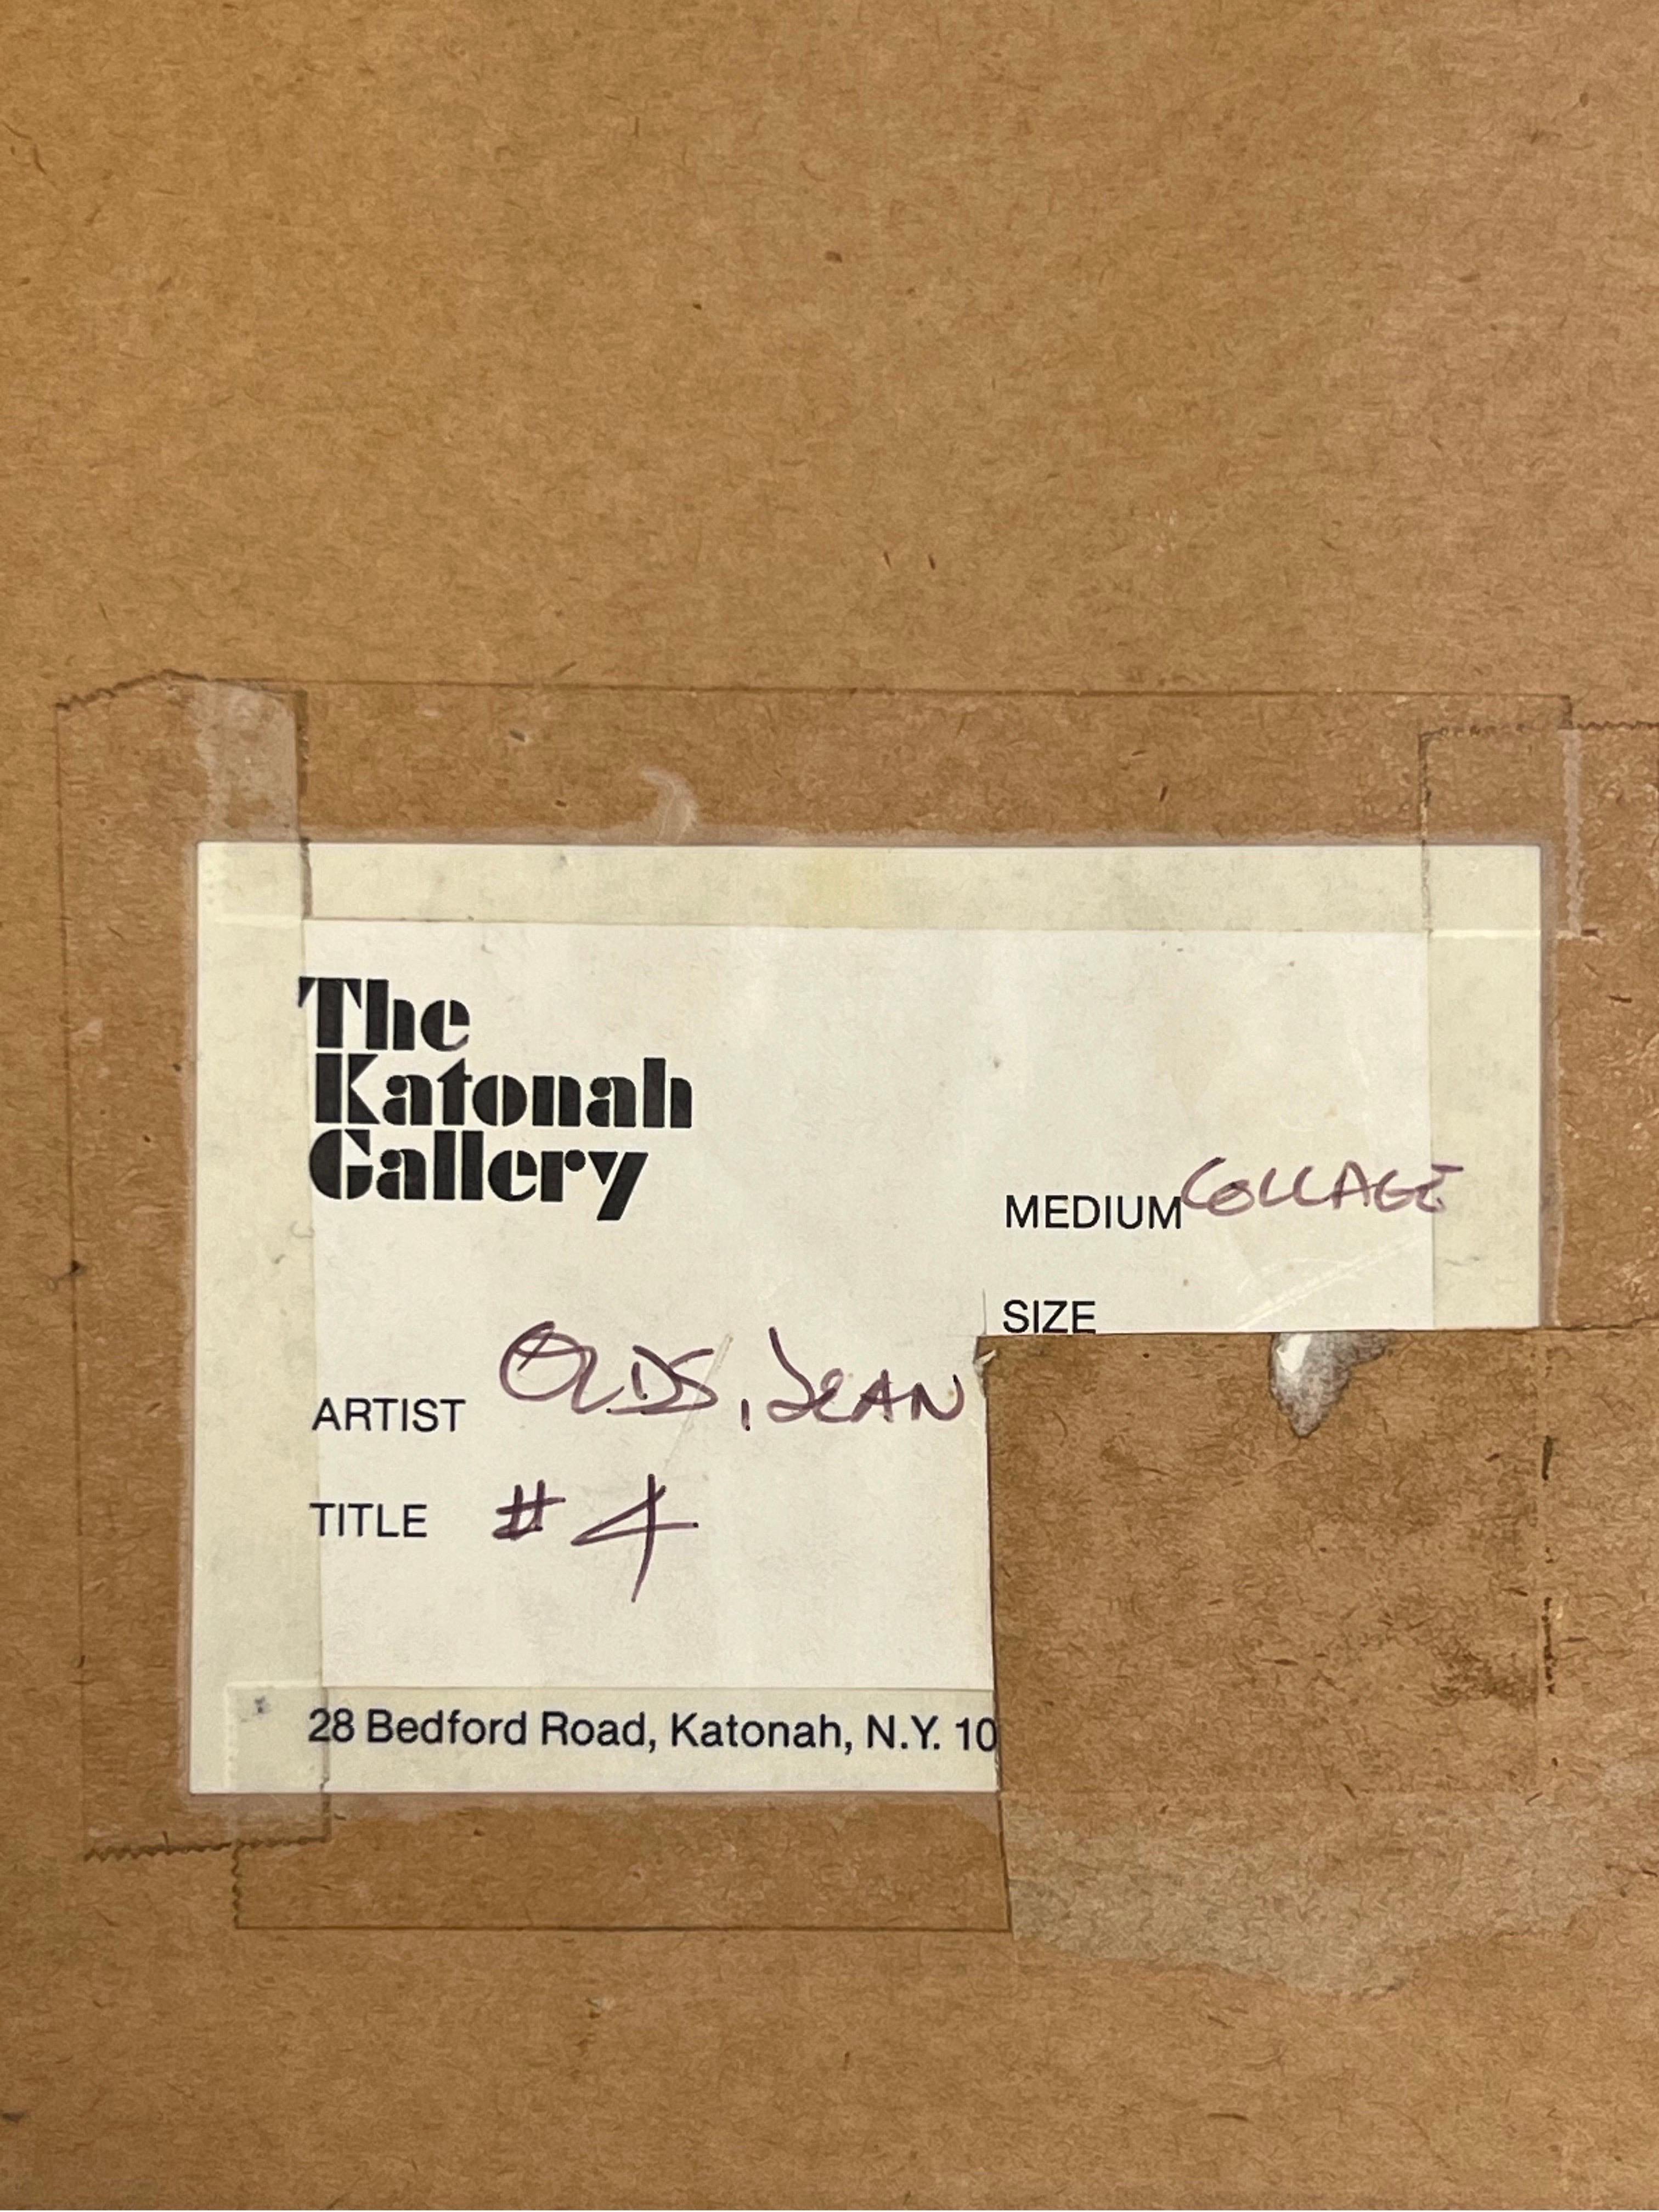 The
Katonah
Gallery
MEDIUM COLLAGE
SIZE
ARTIST OLDS, JEAN
TITLE #4
28 Bedford Road, Katonah, N.Y. 10